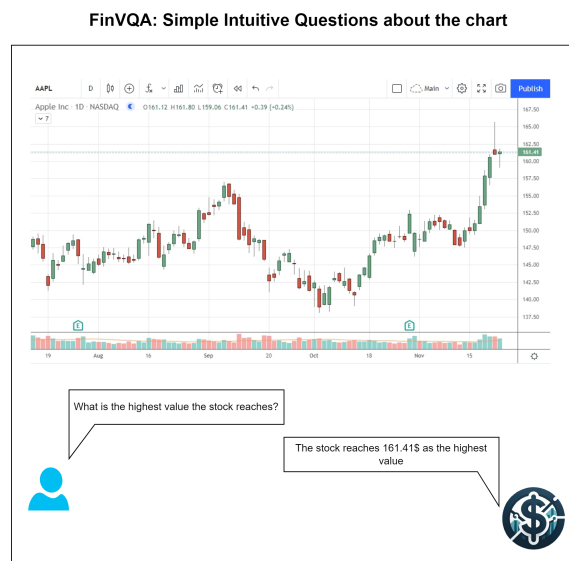 FinVQA: Simple Intuitive Questions about the chart
AAPL D Main Publish
Apple Inc · 1D · NASDAQ O161.12 H161.80 L159.06 C161.41 +0.39 (+0.24%)
7
167.50
165.00
162.50
161.41
160.00
157.50
155.00
152.50
150.00
147.50
145.00
142.50
140.00
137.50
E E
19 Aug 16 Sep 20 Oct 18 Nov 15
What is the highest value the stock reaches?
The stock reaches 161.41$ as the highest
value
$